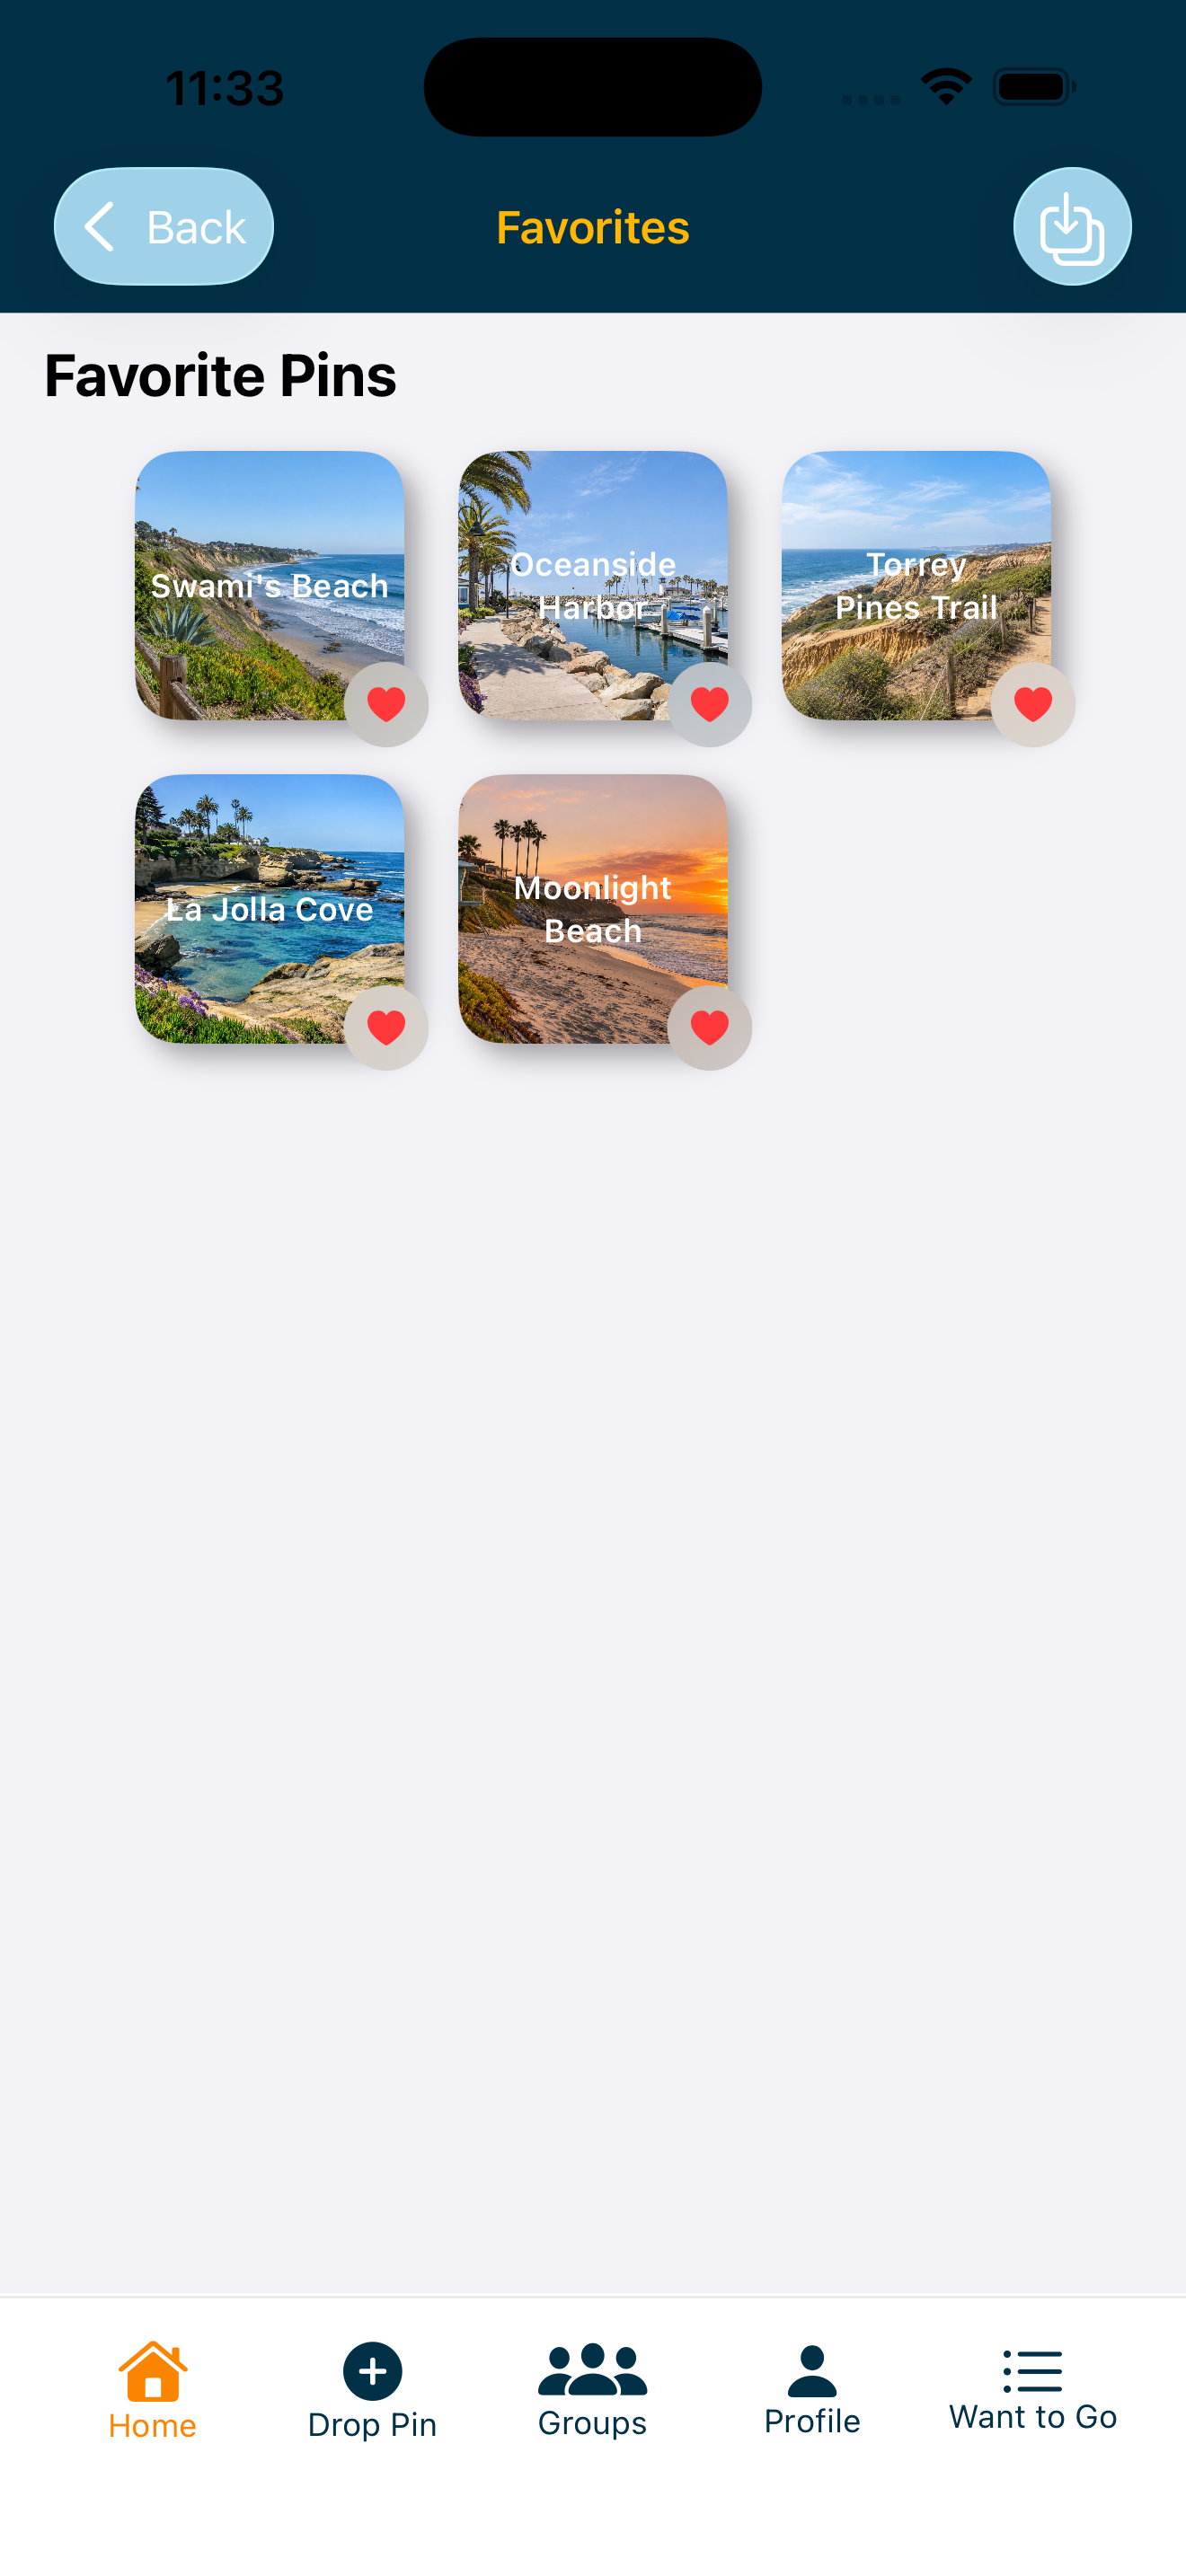 11:33
Back
Favorites
Favorite Pins
Swami's Beach
Oceanside
Harbor
Torrey
Pines Trail
La Jolla Cove
Moonlight
Beach
Home
Drop Pin
Groups
Profile
Want to Go